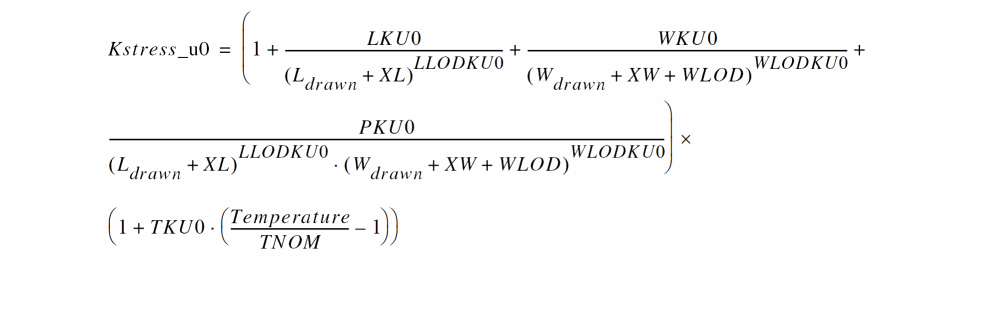 Kstress_u0 = ( 1 + LKU0 / (L_drawn + XL)^LLODKU0 + WKU0 / (W_drawn + XW + WLOD)^WLODKU0 +
PKU0 / (L_drawn + XL)^LLODKU0 · (W_drawn + XW + WLOD)^WLODKU0 ) ×
( 1 + TKU0 · ( Temperature / TNOM − 1 ) )